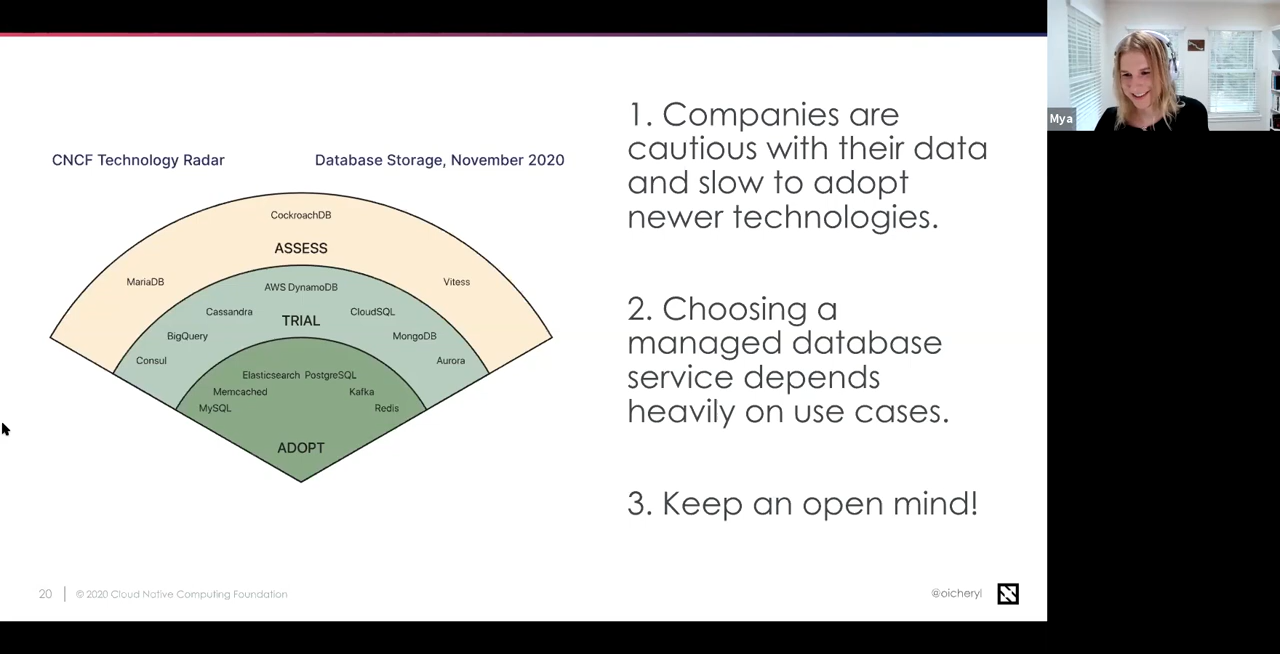 CNCF Technology Radar
Database Storage, November 2020
CockroachDB
ASSESS
MariaDB
Vitess
AWS DynamoDB
Cassandra
CloudSQL
TRIAL
BigQuery
MongoDB
Consul
Aurora
Elasticsearch PostgreSQL
Memcached
Kafka
MySQL
Redis
ADOPT
1. Companies are
cautious with their data
and slow to adopt
newer technologies.
2. Choosing a
managed database
service depends
heavily on use cases.
3. Keep an open mind!
20
© 2020 Cloud Native Computing Foundation
@oicheryl
Mya